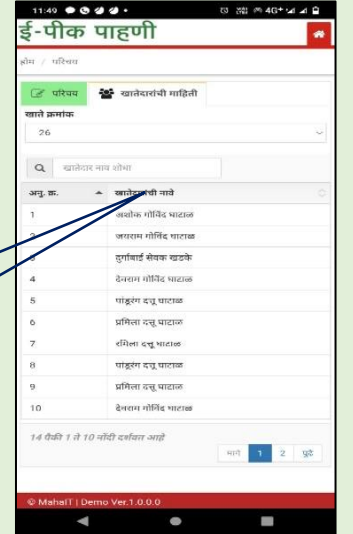 11:49 4G+
ई-पीक पाहणी
होम / परिचय
परिचय खातेदारांची माहिती
खाते क्रमांक
26
खातेदार नाव शोधा
अनु. क्र. खातेदारांची नावे
1 अशोक गोविंद घाटाळ
2 जयराम गोविंद घाटाळ
3 दुर्गाबाई सेवक खडके
4 देवराम गोविंद घाटाळ
5 पांडूरंग दत्तू घाटाळ
6 प्रमिला दत्तू घाटाळ
7 रमिला दत्तू घाटाळ
8 पांडूरंग दत्तू घाटाळ
9 प्रमिला दत्तू घाटाळ
10 देवराम गोविंद घाटाळ
14 पैकी 1 ते 10 नोंदी दर्शवत आहे
मागे 1 2 पुढे
© MahaIT | Demo Ver.1.0.0.0